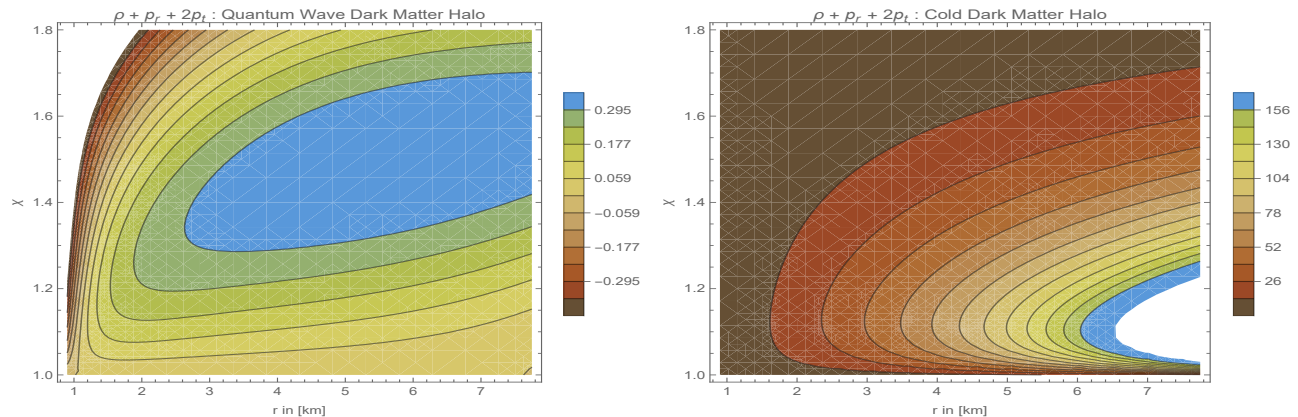 ρ + p_r + 2p_t : Quantum Wave Dark Matter Halo
1.8
1.6
1.4
1.2
1.0
χ
1 2 3 4 5 6 7
r in [km]
0.295
0.177
0.059
−0.059
−0.177
−0.295
ρ + p_r + 2p_t : Cold Dark Matter Halo
1.8
1.6
1.4
1.2
1.0
χ
1 2 3 4 5 6 7
r in [km]
156
130
104
78
52
26